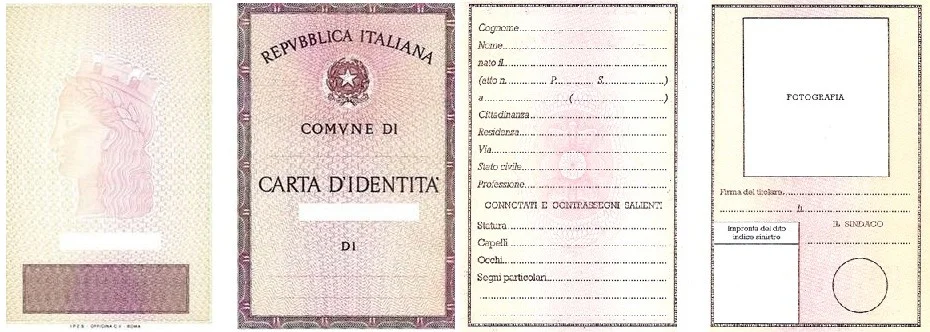 I.P.Z.S. - OFFICINA C.V. - ROMA
REPVBBLICA ITALIANA
COMVNE DI
CARTA D'IDENTITA'
DI
Cognome
Nome
nato il
(atto n. P. S. )
a ( )
Cittadinanza
Residenza
Via
Stato civile
Professione
CONNOTATI E CONTRASSEGNI SALIENTI
Statura
Capelli
Occhi
Segni particolari
FOTOGRAFIA
Firma del titolare
li
IL SINDACO
Impronta del dito
indice sinistro